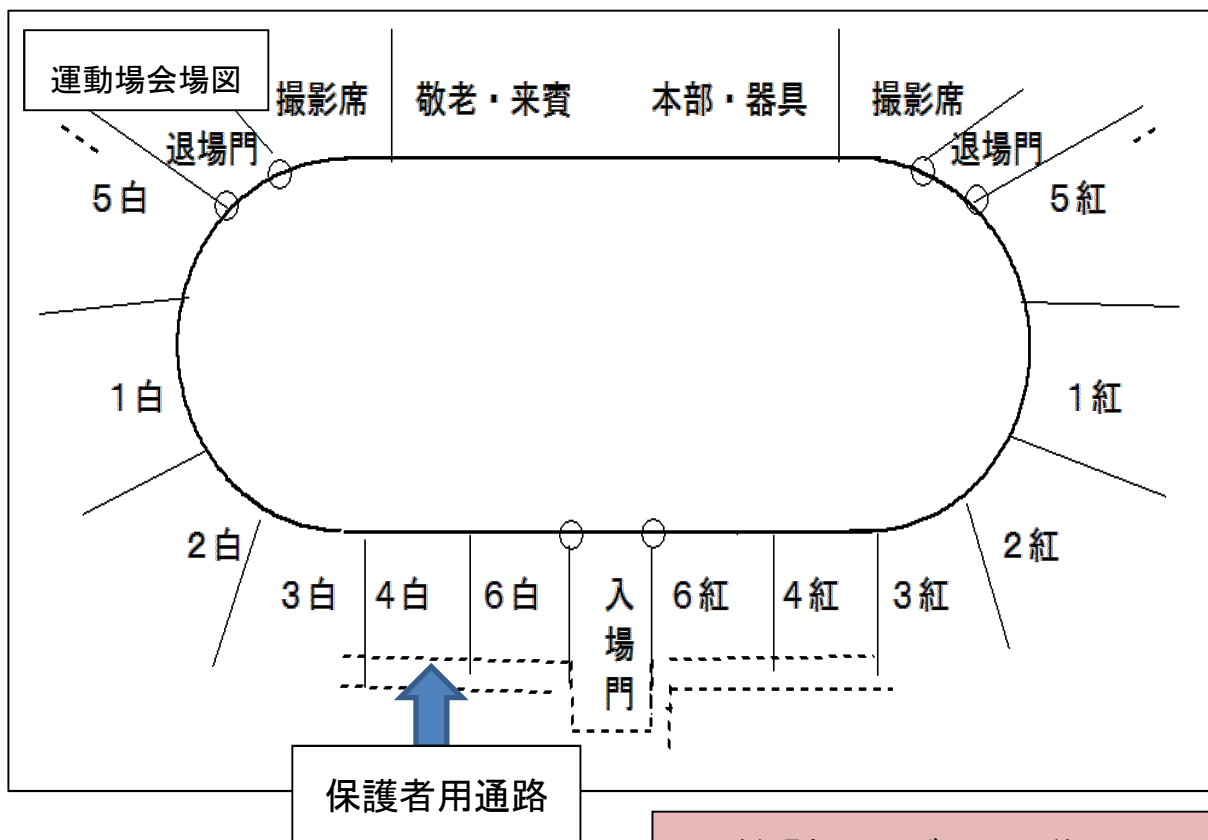 運動場会場図
撮影席
敬老・来賓
本部・器具
撮影席
退場門
退場門
5白
5紅
1白
1紅
2白
2紅
3白
4白
6白
入場門
6紅
4紅
3紅
保護者用通路